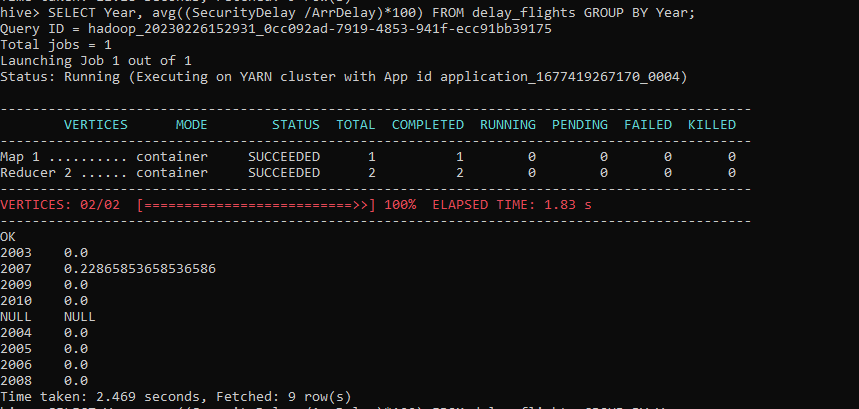 hive> SELECT Year, avg((SecurityDelay /ArrDelay)*100) FROM delay_flights GROUP BY Year;
Query ID = hadoop_20230226152931_0cc092ad-7919-4853-941f-ecc91bb39175
Total jobs = 1
Launching Job 1 out of 1
Status: Running (Executing on YARN cluster with App id application_1677419267170_0004)
----------------------------------------------------------------------------------------------
VERTICES MODE STATUS TOTAL COMPLETED RUNNING PENDING FAILED KILLED
----------------------------------------------------------------------------------------------
Map 1 .......... container SUCCEEDED 1 1 0 0 0 0
Reducer 2 ...... container SUCCEEDED 2 2 0 0 0 0
----------------------------------------------------------------------------------------------
VERTICES: 02/02 [==========================>>] 100% ELAPSED TIME: 1.83 s
----------------------------------------------------------------------------------------------
OK
2003 0.0
2007 0.22865853658536586
2009 0.0
2010 0.0
NULL NULL
2004 0.0
2005 0.0
2006 0.0
2008 0.0
Time taken: 2.469 seconds, Fetched: 9 row(s)